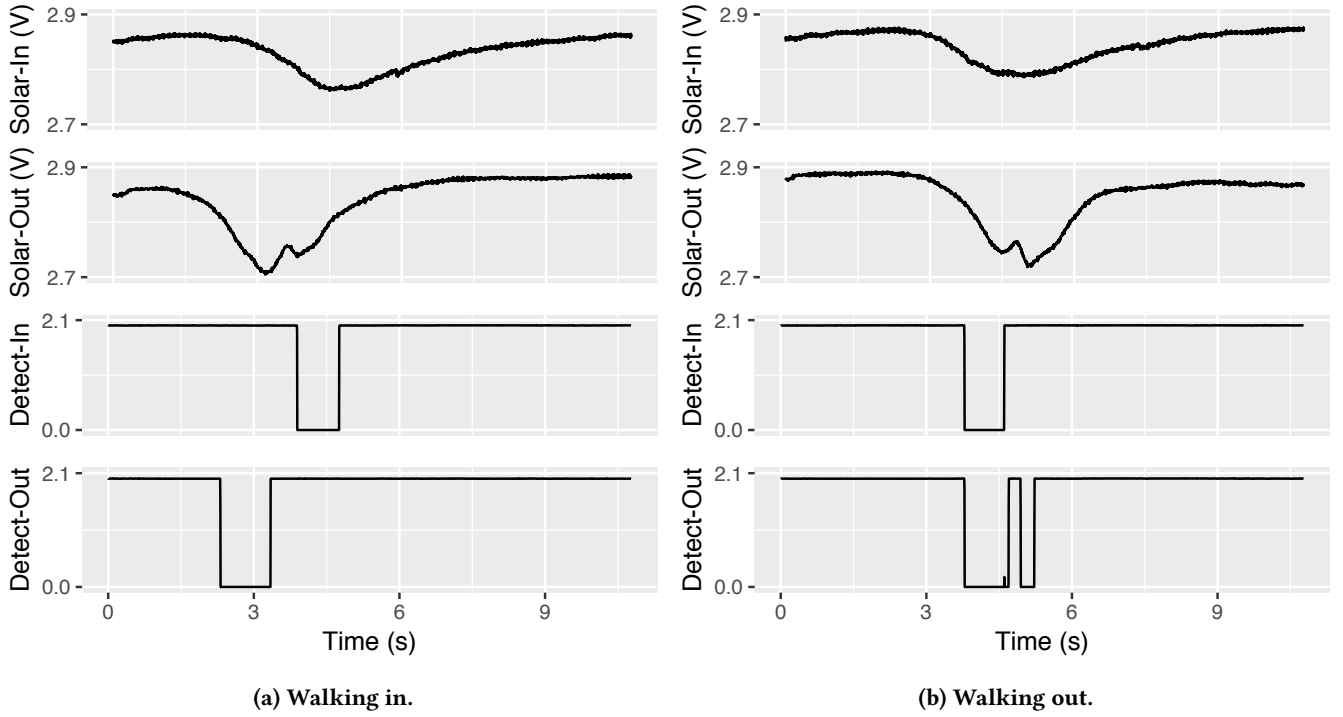 Solar-In (V)
2.9
2.7
Solar-Out (V)
2.9
2.7
Detect-In
2.1
0.0
Detect-Out
2.1
0.0
0 3 6 9
Time (s)
(a) Walking in.
Solar-In (V)
2.9
2.7
Solar-Out (V)
2.9
2.7
Detect-In
2.1
0.0
Detect-Out
2.1
0.0
0 3 6 9
Time (s)
(b) Walking out.